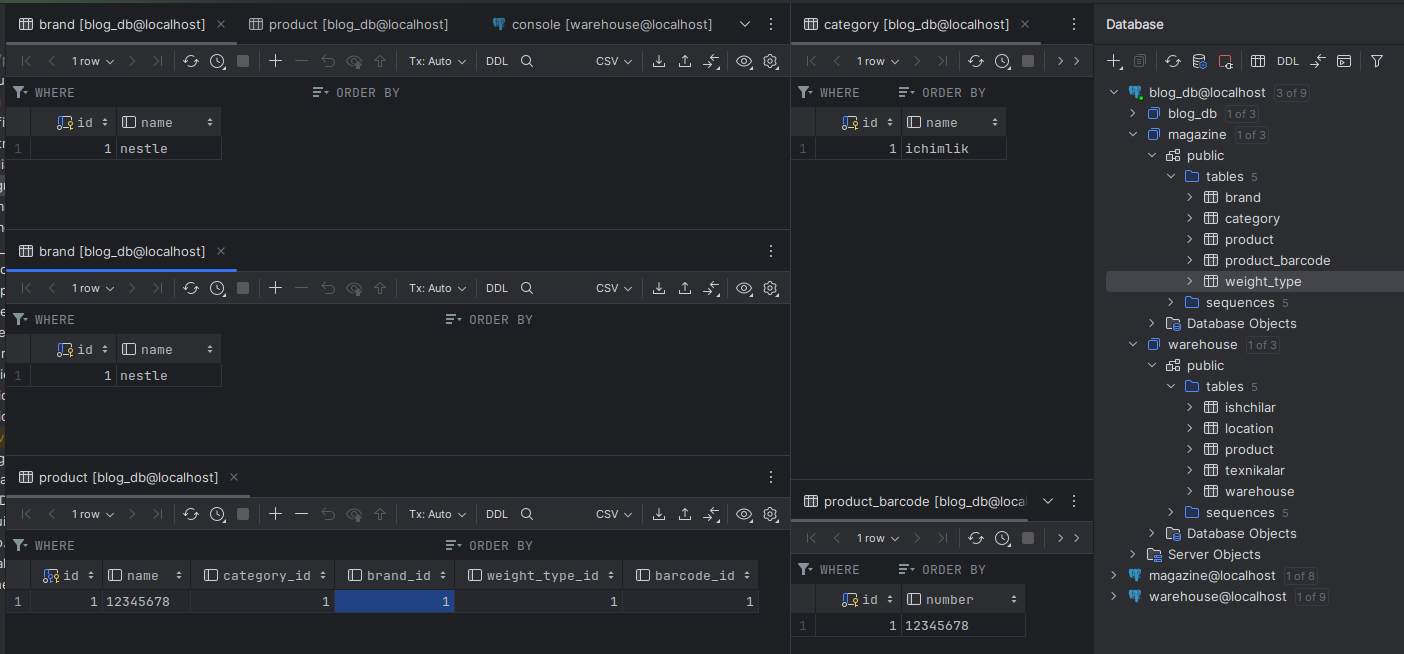 brand [blog_db@localhost] product [blog_db@localhost] console [warehouse@localhost]
1 row Tx: Auto DDL CSV
WHERE ORDER BY
id name
1 1 nestle
brand [blog_db@localhost]
1 row Tx: Auto DDL CSV
WHERE ORDER BY
id name
1 1 nestle
product [blog_db@localhost]
1 row Tx: Auto DDL CSV
WHERE ORDER BY
id name category_id brand_id weight_type_id barcode_id
1 1 12345678 1 1 1 1
category [blog_db@localhost]
1 row
WHERE ORDER BY
id name
1 1 ichimlik
product_barcode [blog_db@loca
1 row
WHERE ORDER BY
id number
1 1 12345678
Database
DDL
blog_db@localhost 3 of 9
blog_db 1 of 3
magazine 1 of 3
public
tables 5
brand
category
product
product_barcode
weight_type
sequences 5
Database Objects
warehouse 1 of 3
public
tables 5
ishchilar
location
product
texnikalar
warehouse
sequences 5
Database Objects
Server Objects
magazine@localhost 1 of 8
warehouse@localhost 1 of 9